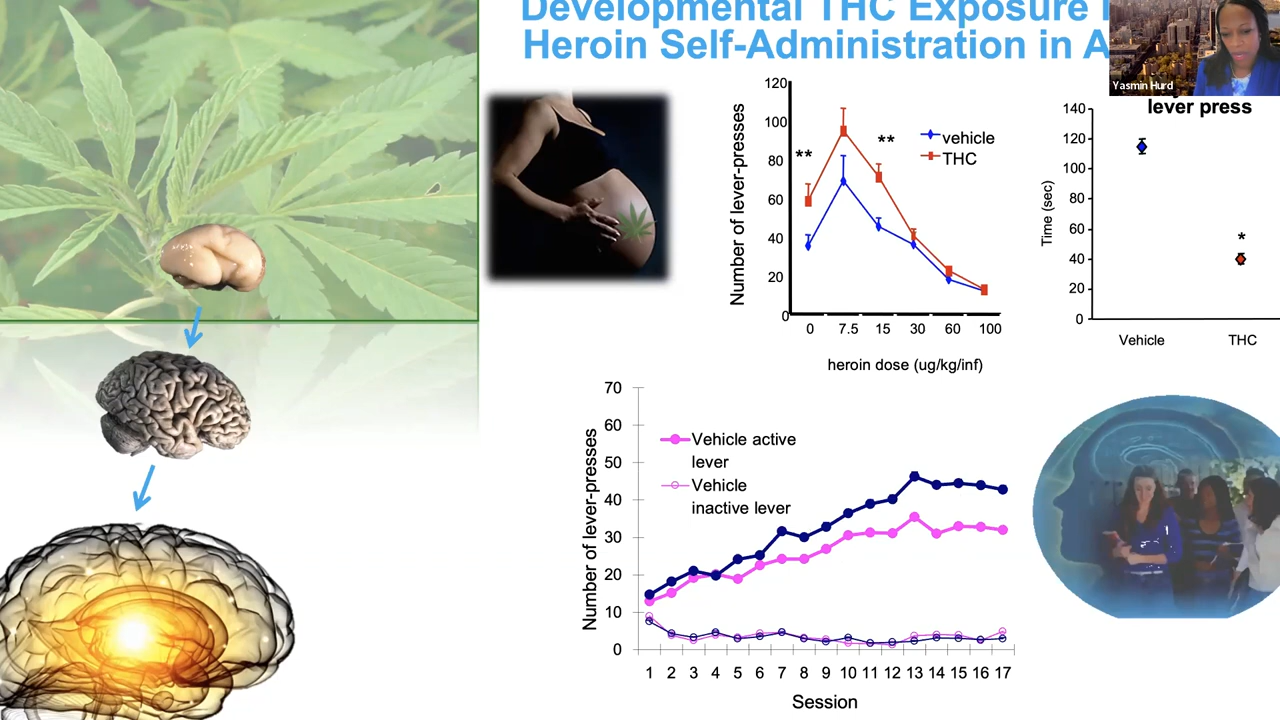 Developmental THC Exposure
Heroin Self-Administration in A
Yasmin Hurd
lever press
120
100
80
60
40
20
0
Number of lever-presses
**
**
vehicle
THC
0 7.5 15 30 60 100
heroin dose (ug/kg/inf)
140
120
100
80
60
40
20
0
Time (sec)
*
Vehicle THC
70
60
50
40
30
20
10
0
Number of lever-presses
Vehicle active
lever
Vehicle
inactive lever
1 2 3 4 5 6 7 8 9 10 11 12 13 14 15 16 17
Session